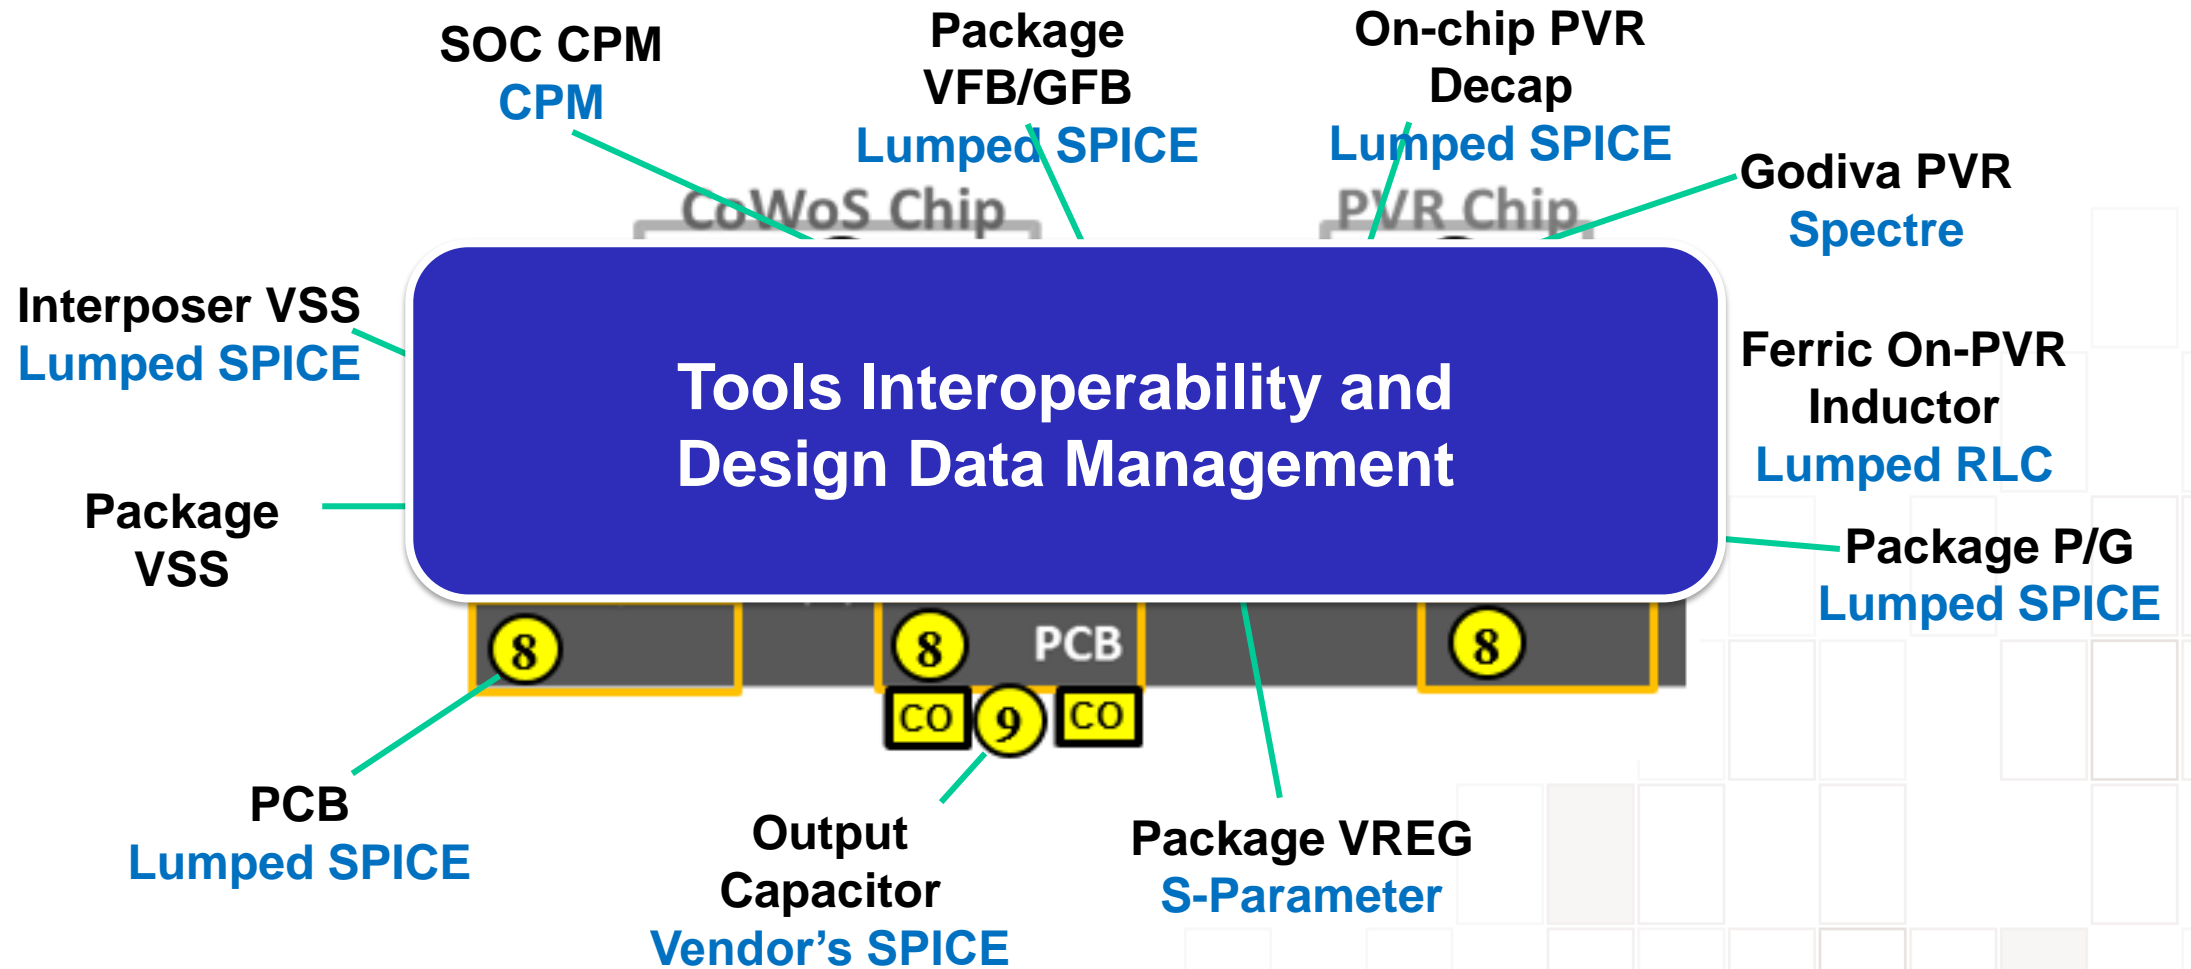 SOC CPM
CPM
Package
VFB/GFB
Lumped SPICE
On-chip PVR
Decap
Lumped SPICE
Godiva PVR
Spectre
CoWoS Chip
PVR Chip
Interposer VSS
Lumped SPICE
Tools Interoperability and
Design Data Management
Ferric On-PVR
Inductor
Lumped RLC
Package
VSS
Package P/G
Lumped SPICE
8
8
PCB
8
CO
9
CO
PCB
Lumped SPICE
Output
Capacitor
Vendor’s SPICE
Package VREG
S-Parameter